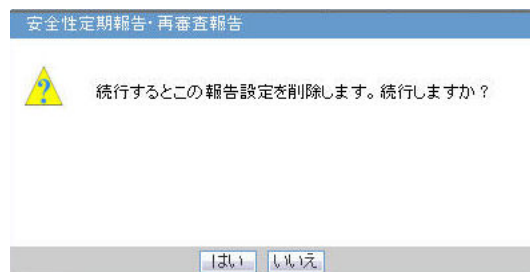 安全性定期報告・再審査報告
続行するとこの報告設定を削除します。続行しますか？
はい いいえ